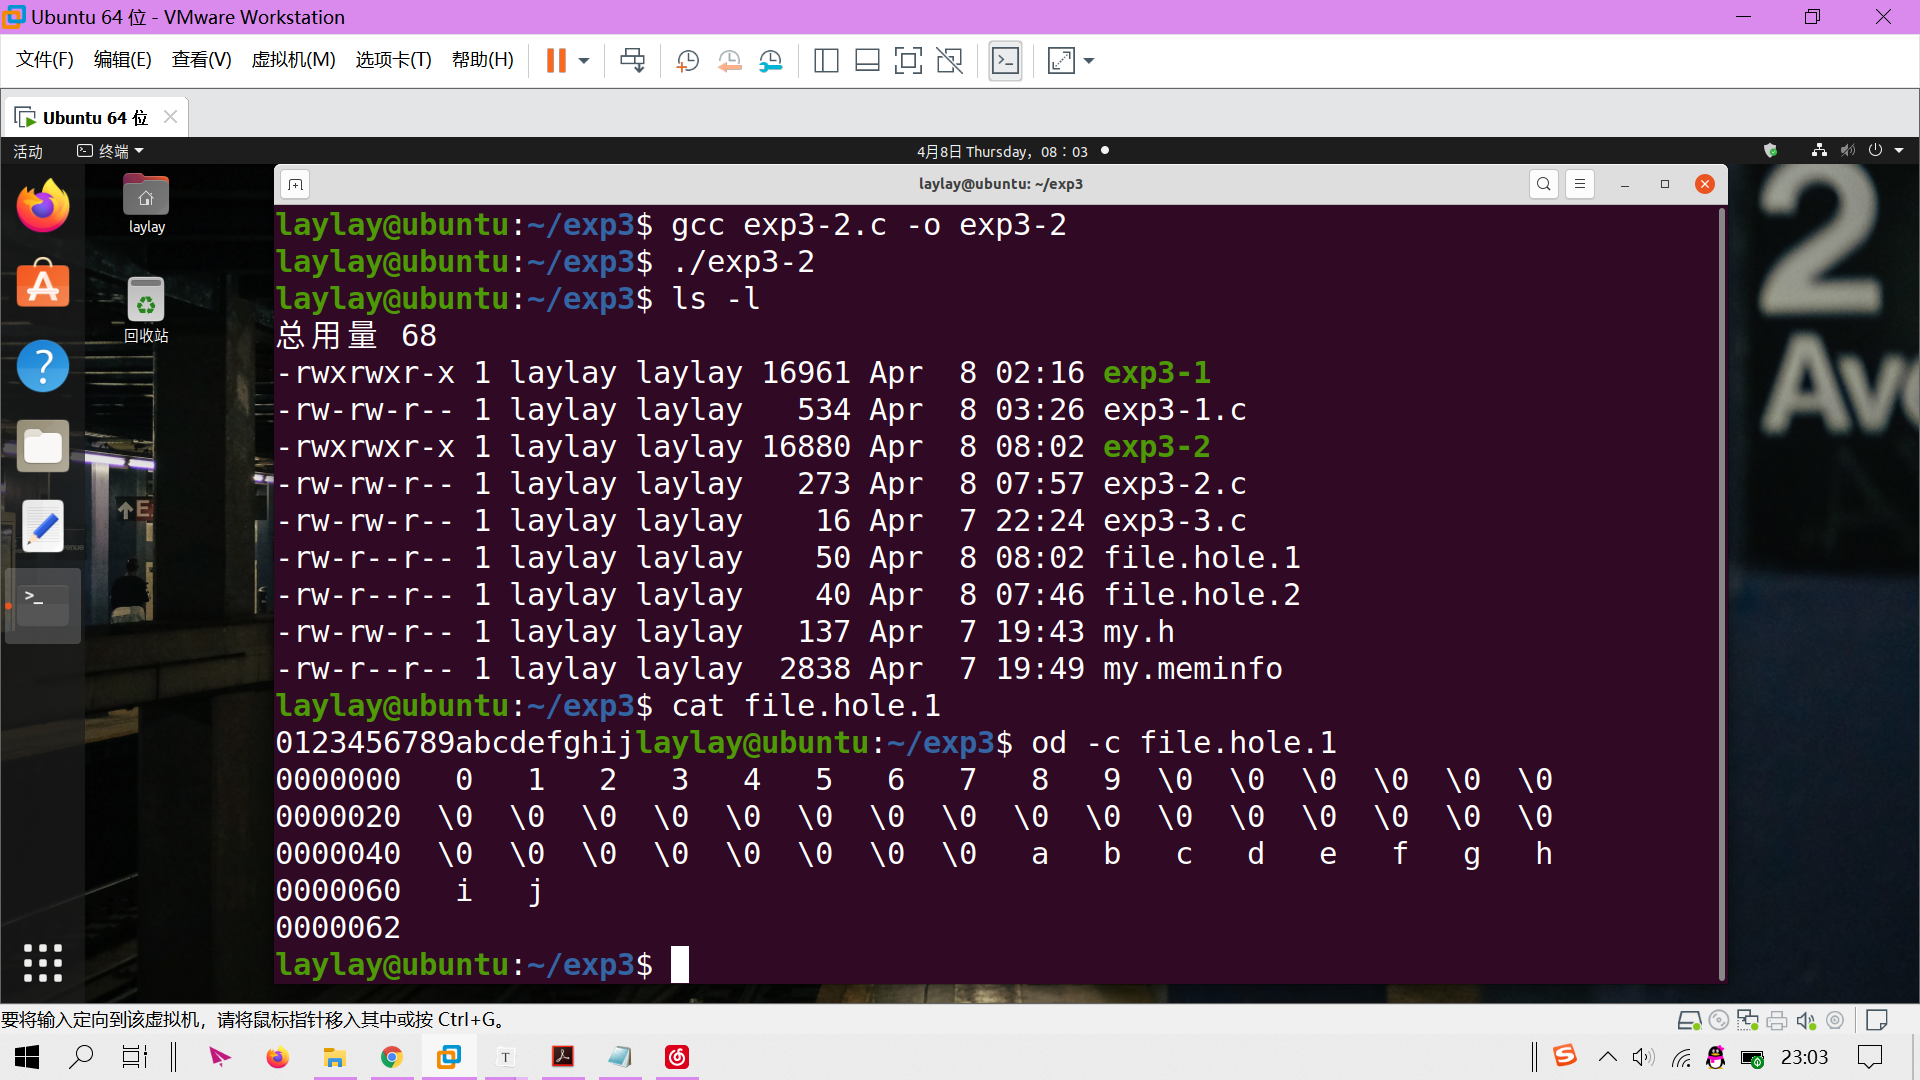 Ubuntu 64 位 - VMware Workstation
文件(F) 编辑(E) 查看(V) 虚拟机(M) 选项卡(T) 帮助(H)
Ubuntu 64 位
活动 终端 4月8日 Thursday，08：03
laylay@ubuntu: ~/exp3
laylay
回收站
2
Ave
laylay@ubuntu:~/exp3$ gcc exp3-2.c -o exp3-2
laylay@ubuntu:~/exp3$ ./exp3-2
laylay@ubuntu:~/exp3$ ls -l
总用量 68
-rwxrwxr-x 1 laylay laylay 16961 Apr  8 02:16 exp3-1
-rw-rw-r-- 1 laylay laylay   534 Apr  8 03:26 exp3-1.c
-rwxrwxr-x 1 laylay laylay 16880 Apr  8 08:02 exp3-2
-rw-rw-r-- 1 laylay laylay   273 Apr  8 07:57 exp3-2.c
-rw-rw-r-- 1 laylay laylay    16 Apr  7 22:24 exp3-3.c
-rw-r--r-- 1 laylay laylay    50 Apr  8 08:02 file.hole.1
-rw-r--r-- 1 laylay laylay    40 Apr  8 07:46 file.hole.2
-rw-rw-r-- 1 laylay laylay   137 Apr  7 19:43 my.h
-rw-r--r-- 1 laylay laylay  2838 Apr  7 19:49 my.meminfo
laylay@ubuntu:~/exp3$ cat file.hole.1
0123456789abcdefghijlaylay@ubuntu:~/exp3$ od -c file.hole.1
0000000   0   1   2   3   4   5   6   7   8   9  \0  \0  \0  \0  \0  \0
0000020  \0  \0  \0  \0  \0  \0  \0  \0  \0  \0  \0  \0  \0  \0  \0  \0
0000040  \0  \0  \0  \0  \0  \0  \0  \0   a   b   c   d   e   f   g   h
0000060   i   j
0000062
laylay@ubuntu:~/exp3$
要将输入定向到该虚拟机，请将鼠标指针移入其中或按 Ctrl+G。
23:03